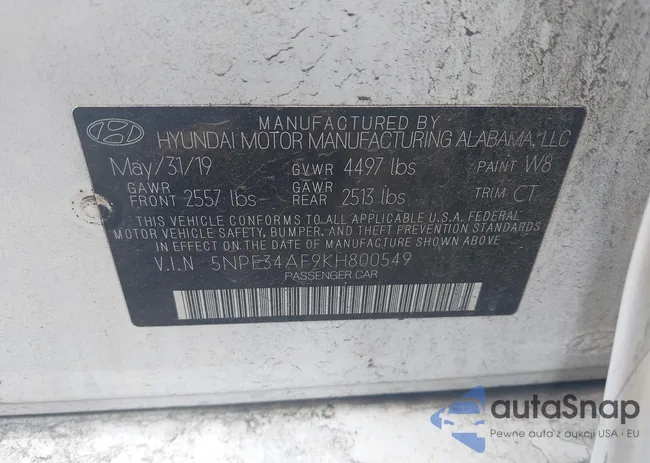 MANUFACTURED BY
HYUNDAI MOTOR MANUFACTURING ALABAMA, LLC
May/31/19 GVWR 4497 lbs PAINT W8
GAWR FRONT 2557 lbs GAWR REAR 2513 lbs TRIM CT
THIS VEHICLE CONFORMS TO ALL APPLICABLE U.S.A. FEDERAL
MOTOR VEHICLE SAFETY, BUMPER, AND THEFT PREVENTION
STANDARDS IN EFFECT ON THE DATE OF MANUFACTURE SHOWN ABOVE.
V.I.N 5NPE34AF9KH800549
PASSENGER CAR
autaSnap
Pewne auta z aukcji USA i EU